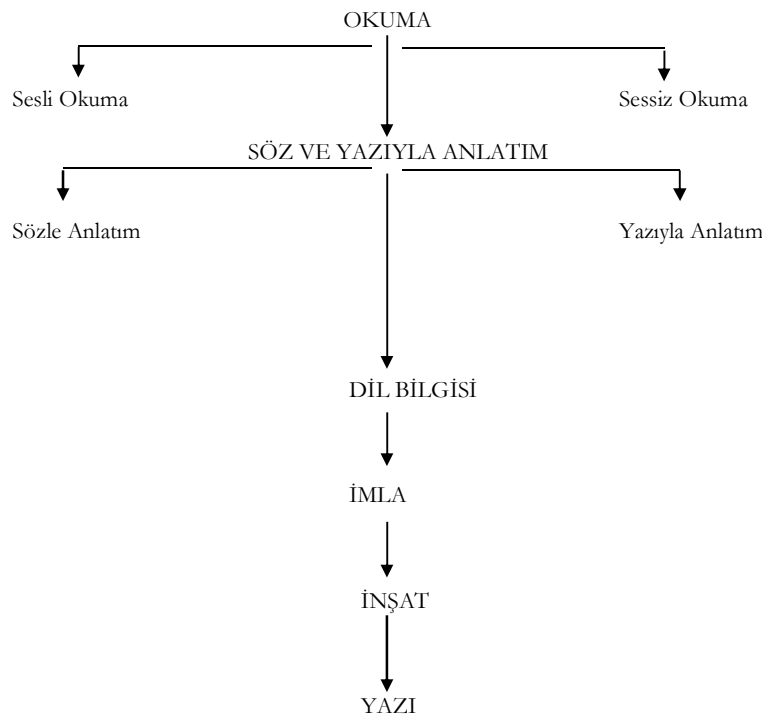 OKUMA
Sesli Okuma
Sessiz Okuma
SÖZ VE YAZIYLA ANLATIM
Sözle Anlatım
Yazıyla Anlatım
DİL BİLGİSİ
İMLA
İNŞAT
YAZI